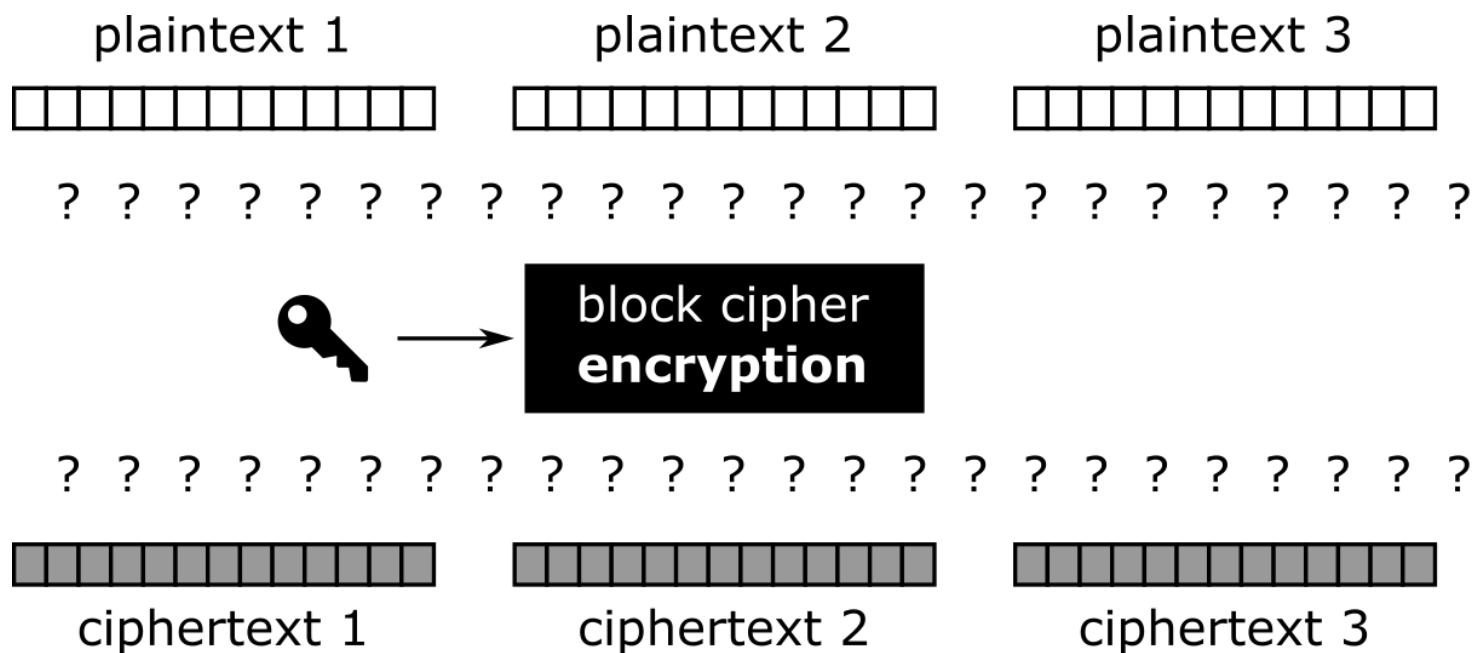 plaintext 1 plaintext 2 plaintext 3
? ? ? ? ? ? ? ? ? ? ? ? ? ? ? ? ? ? ? ? ? ? ? ?
block cipher
encryption
? ? ? ? ? ? ? ? ? ? ? ? ? ? ? ? ? ? ? ? ? ? ? ?
ciphertext 1 ciphertext 2 ciphertext 3